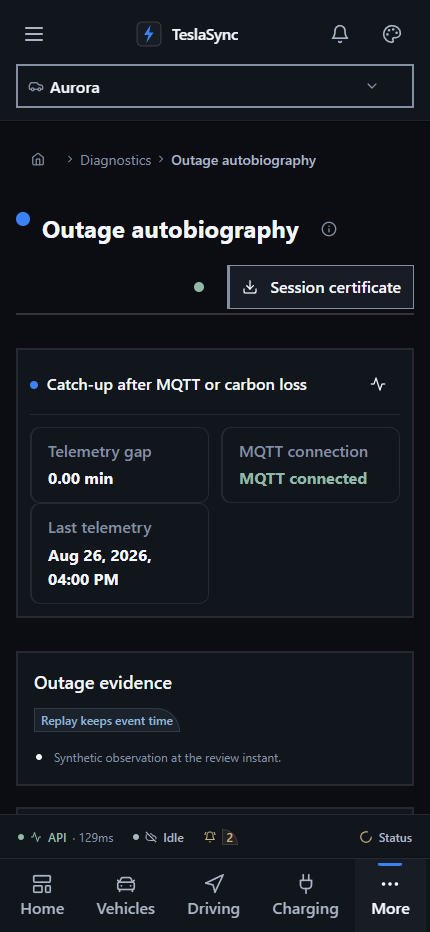 TeslaSync
Aurora
Diagnostics
Outage autobiography
Outage autobiography
Session certificate
Catch-up after MQTT or carbon loss
Telemetry gap
0.00 min
MQTT connection
MQTT connected
Last telemetry
Aug 26, 2026,
04:00 PM
Outage evidence
Replay keeps event time
Synthetic observation at the review instant.
API · 129ms
Idle
2
Status
Home
Vehicles
Driving
Charging
More